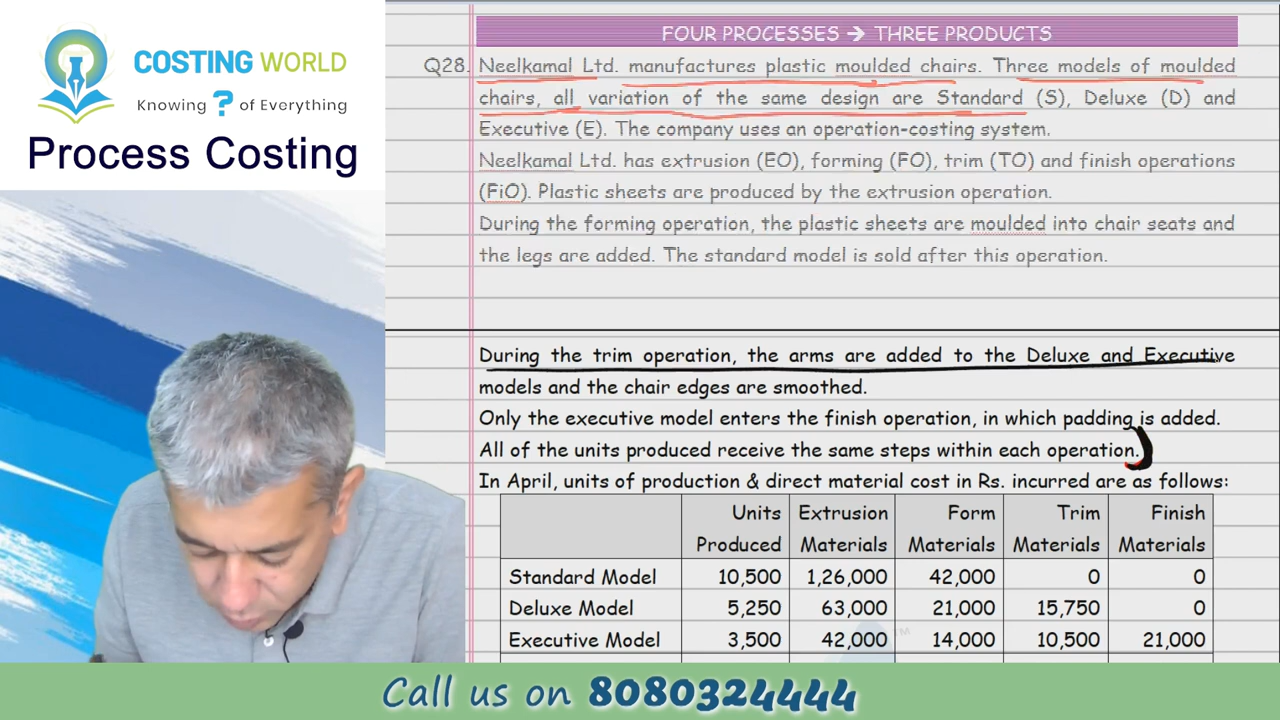 COSTING WORLD
Knowing ? of Everything
Process Costing
FOUR PROCESSES → THREE PRODUCTS
Q28. Neelkamal Ltd. manufactures plastic moulded chairs. Three models of moulded
chairs, all variation of the same design are Standard (S), Deluxe (D) and
Executive (E). The company uses an operation-costing system.
Neelkamal Ltd. has extrusion (EO), forming (FO), trim (TO) and finish operations
(FiO). Plastic sheets are produced by the extrusion operation.
During the forming operation, the plastic sheets are moulded into chair seats and
the legs are added. The standard model is sold after this operation.
During the trim operation, the arms are added to the Deluxe and Executive
models and the chair edges are smoothed.
Only the executive model enters the finish operation, in which padding is added.
All of the units produced receive the same steps within each operation.
In April, units of production & direct material cost in Rs. incurred are as follows:
Units Extrusion Form Trim Finish
Produced Materials Materials Materials Materials
Standard Model 10,500 1,26,000 42,000 0 0
Deluxe Model 5,250 63,000 21,000 15,750 0
Executive Model 3,500 42,000 14,000 10,500 21,000
TM
Call us on 8080324444